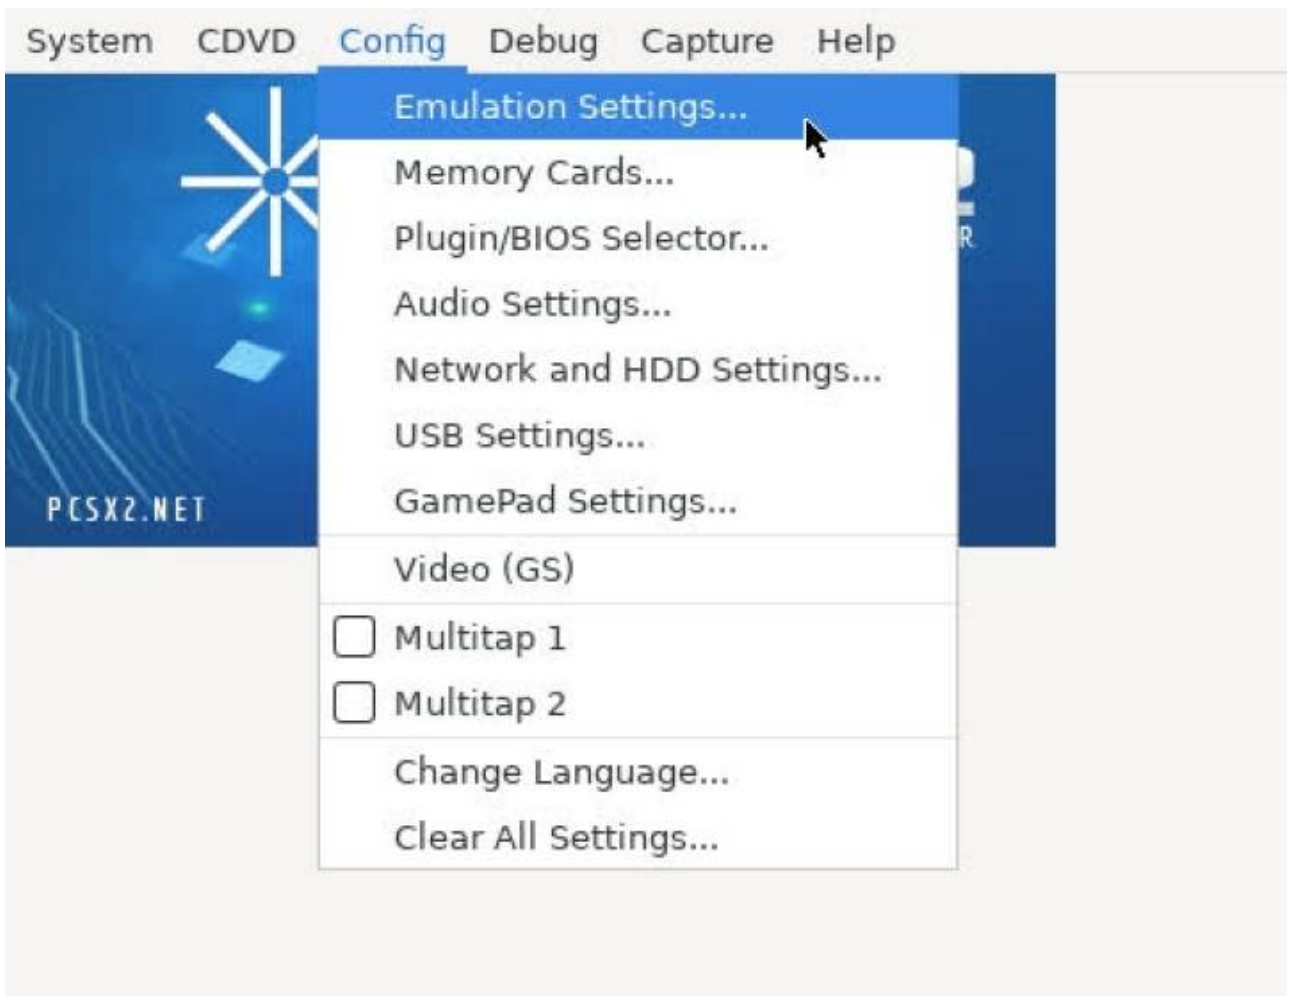 System CDVD Config Debug Capture Help
Emulation Settings...
Memory Cards...
Plugin/BIOS Selector...
R
Audio Settings...
Network and HDD Settings...
USB Settings...
GamePad Settings...
PCSX2.NET
Video (GS)
Multitap 1
Multitap 2
Change Language...
Clear All Settings...